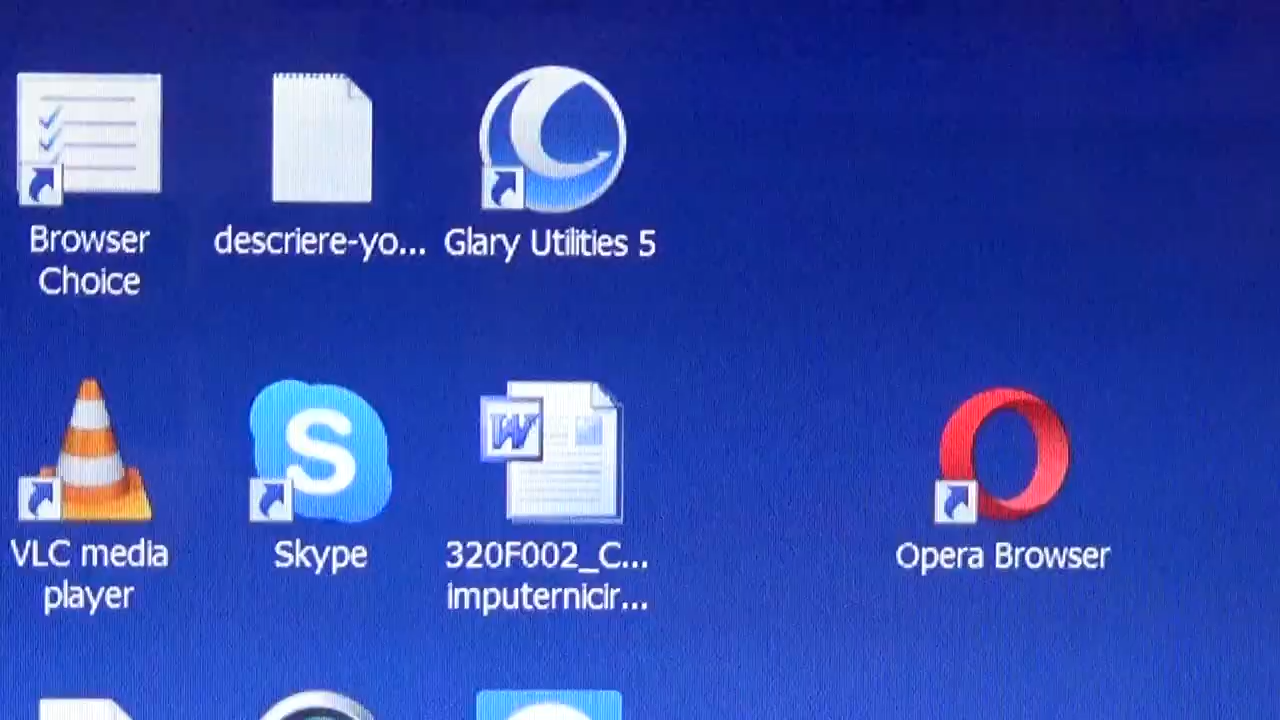 Browser
Choice
descriere-yo...
Glary Utilities 5
VLC media
player
S
Skype
W
320F002_C...
imputernicir...
Opera Browser